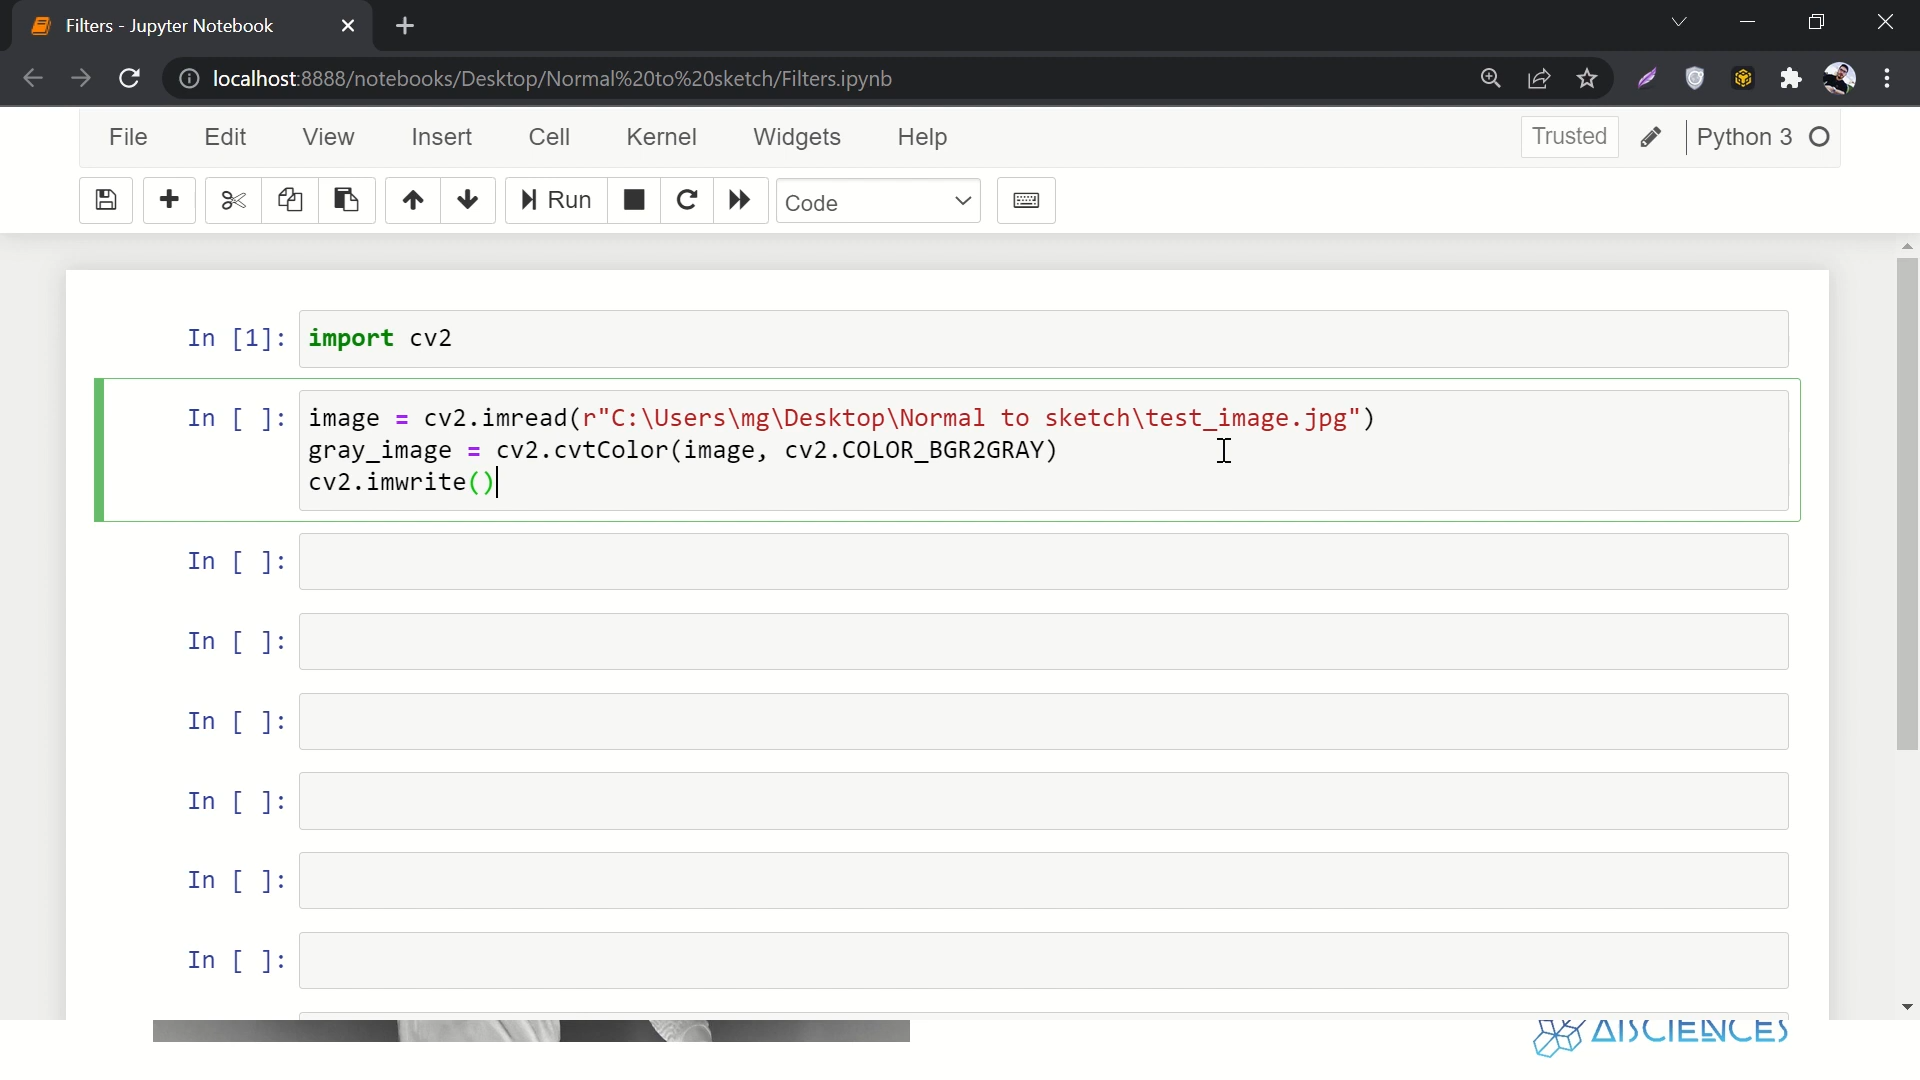 Filters - Jupyter Notebook
localhost:8888/notebooks/Desktop/Normal%20to%20sketch/Filters.ipynb
File Edit View Insert Cell Kernel Widgets Help Trusted Python 3
Run Code
In [1]: import cv2
In [ ]: image = cv2.imread(r"C:\Users\mg\Desktop\Normal to sketch\test_image.jpg")
gray_image = cv2.cvtColor(image, cv2.COLOR_BGR2GRAY)
cv2.imwrite()
In [ ]:
In [ ]:
In [ ]:
In [ ]:
In [ ]:
In [ ]:
AISCIENCES